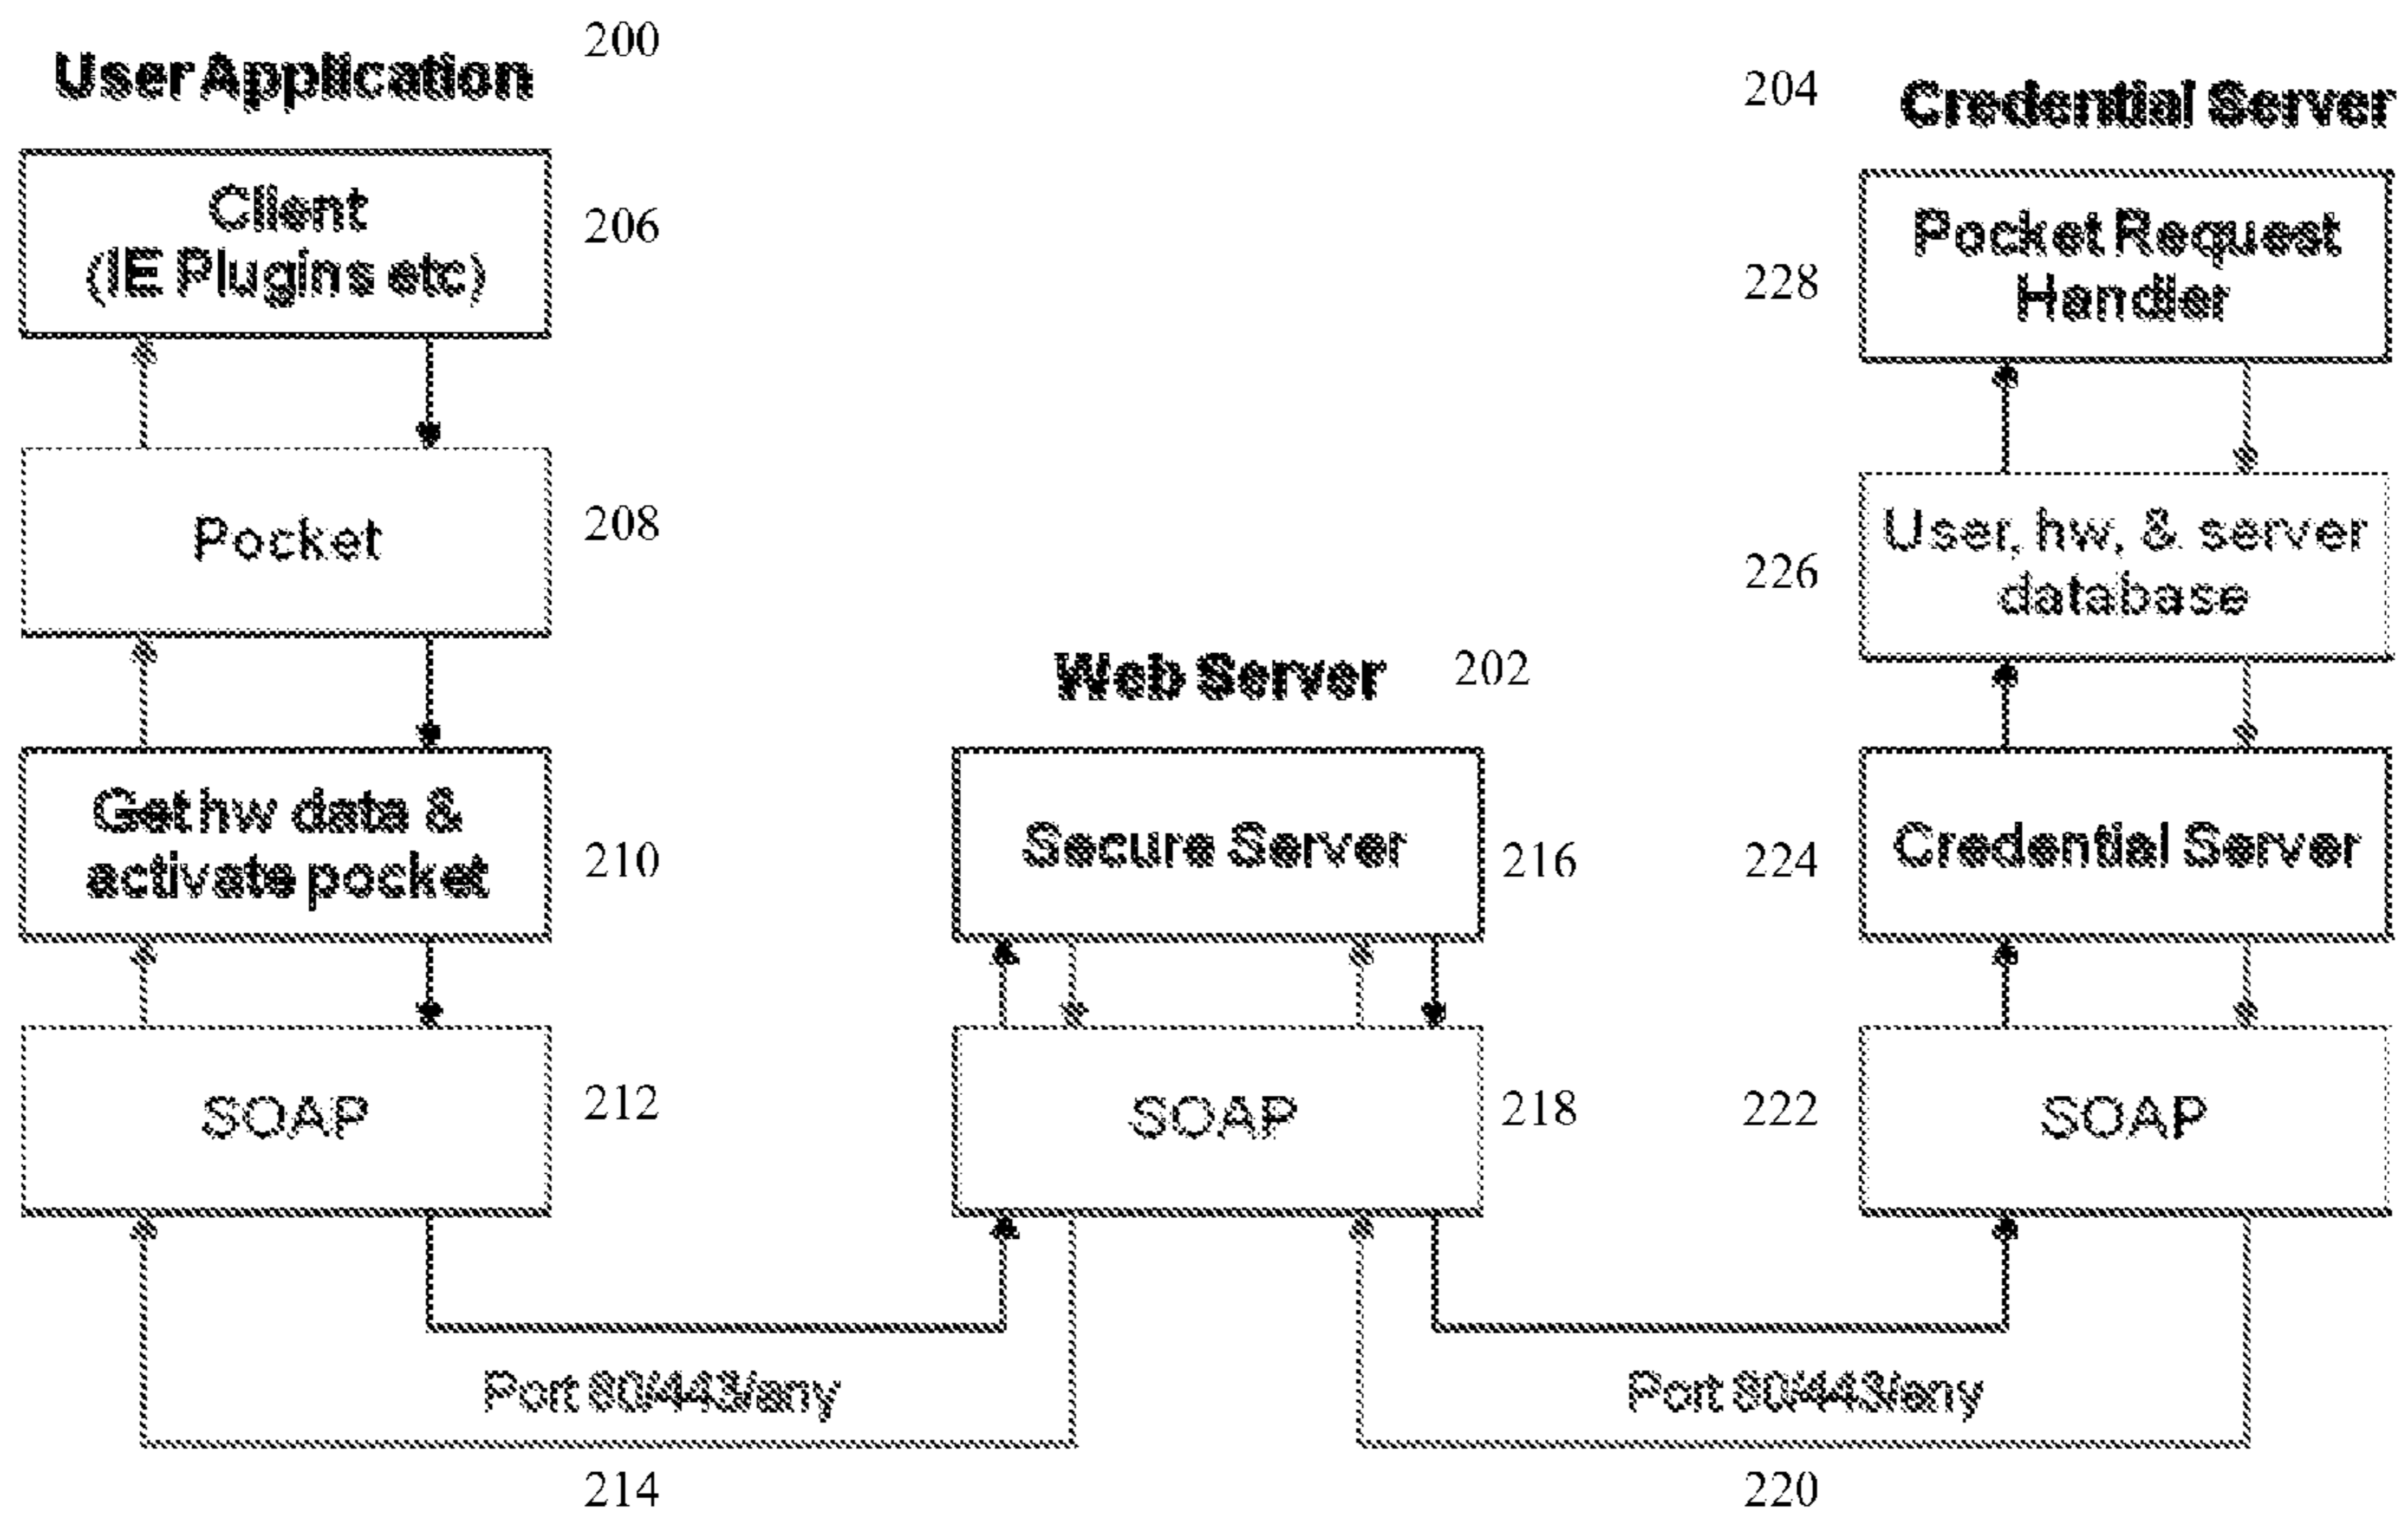 User Application
200
Client
(IE Plugins etc)
206
Pocket
208
Get hw data &
activate pocket
210
SOAP
212
Port 80/443/any
214
Web Server
202
Secure Server
216
SOAP
218
Port 80/443/any
220
204
Credential Server
Pocket Request
Handler
228
User, hw, & server
database
226
Credential Server
224
SOAP
222